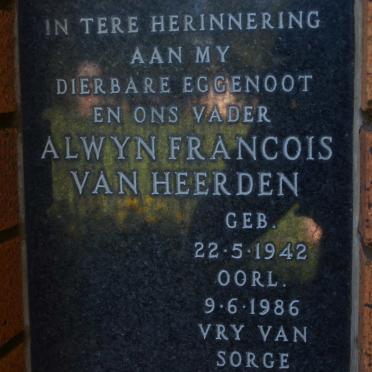 IN TERE HERINNERING
AAN MY
DIERBARE EGGENOOT
EN ONS VADER
ALWYN FRANCOIS
VAN HEERDEN
GEB.
22·5·1942
OORL.
9·6·1986
VRY VAN
SORGE